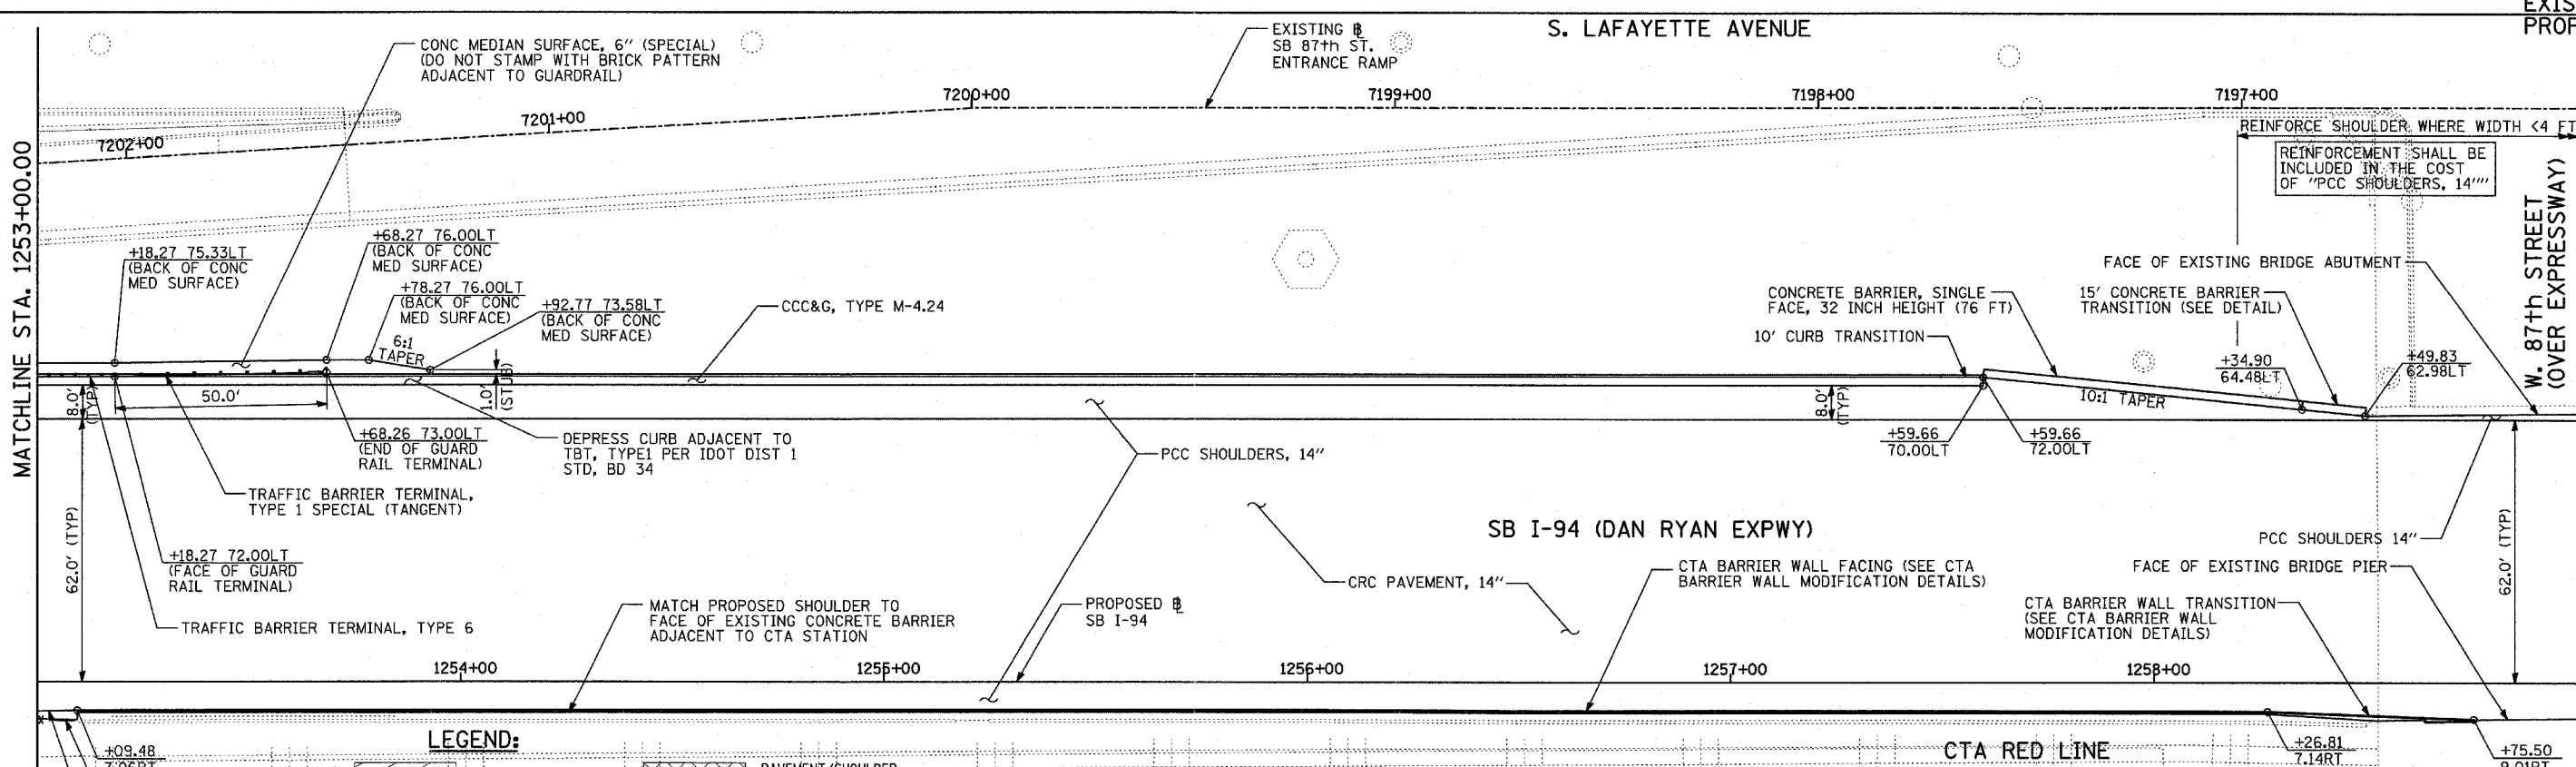 EXIS
PROF
S. LAFAYETTE AVENUE
CONC MEDIAN SURFACE, 6" (SPECIAL)
(DO NOT STAMP WITH BRICK PATTERN
ADJACENT TO GUARDRAIL)
EXISTING ℄
SB 87th ST.
ENTRANCE RAMP
7202+00
7201+00
7200+00
7199+00
7198+00
7197+00
REINFORCE SHOULDER WHERE WIDTH <4 FT
REINFORCEMENT SHALL BE
INCLUDED IN THE COST
OF "PCC SHOULDERS, 14""
W. 87th STREET
(OVER EXPRESSWAY)
MATCHLINE STA. 1253+00.00
+18.27 75.33LT
(BACK OF CONC
MED SURFACE)
+68.27 76.00LT
(BACK OF CONC
MED SURFACE)
+78.27 76.00LT
(BACK OF CONC
MED SURFACE)
+92.77 73.58LT
(BACK OF CONC
MED SURFACE)
6:1
TAPER
CCC&G, TYPE M-4.24
CONCRETE BARRIER, SINGLE
FACE, 32 INCH HEIGHT (76 FT)
10' CURB TRANSITION
FACE OF EXISTING BRIDGE ABUTMENT
15' CONCRETE BARRIER
TRANSITION (SEE DETAIL)
+34.90
64.48LT
+49.83
62.98LT
10:1 TAPER
8.0'
(TYP)
50.0'
1.0'
(STUB)
8.0'
(TYP)
+59.66
70.00LT
+59.66
72.00LT
+68.26 73.00LT
(END OF GUARD
RAIL TERMINAL)
DEPRESS CURB ADJACENT TO
TBT, TYPE1 PER IDOT DIST 1
STD, BD 34
PCC SHOULDERS, 14"
TRAFFIC BARRIER TERMINAL,
TYPE 1 SPECIAL (TANGENT)
SB I-94 (DAN RYAN EXPWY)
62.0' (TYP)
+18.27 72.00LT
(FACE OF GUARD
RAIL TERMINAL)
PCC SHOULDERS 14"
62.0' (TYP)
CRC PAVEMENT, 14"
CTA BARRIER WALL FACING (SEE CTA
BARRIER WALL MODIFICATION DETAILS)
FACE OF EXISTING BRIDGE PIER
TRAFFIC BARRIER TERMINAL, TYPE 6
MATCH PROPOSED SHOULDER TO
FACE OF EXISTING CONCRETE BARRIER
ADJACENT TO CTA STATION
PROPOSED ℄
SB I-94
CTA BARRIER WALL TRANSITION
(SEE CTA BARRIER WALL
MODIFICATION DETAILS)
1254+00
1255+00
1256+00
1257+00
1258+00
+09.48
7.06RT
LEGEND:
CTA RED LINE
+26.81
7.14RT
+75.50
9.01RT
PAVEMENT/SHOULDER